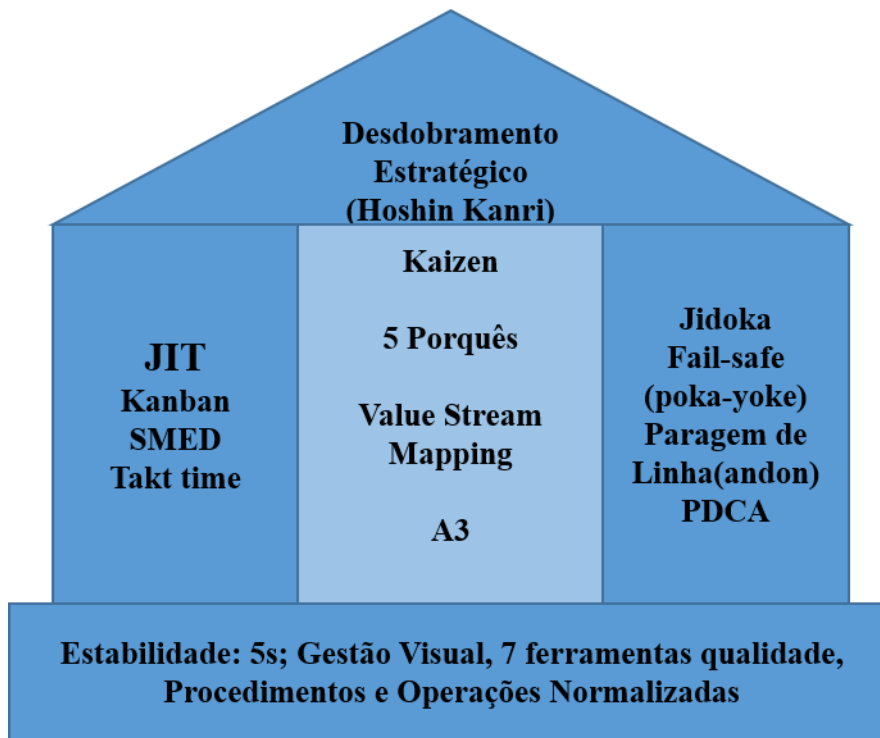 Desdobramento
Estratégico
(Hoshin Kanri)
JIT
Kanban
SMED
Takt time
Kaizen
5 Porquês
Value Stream
Mapping
A3
Jidoka
Fail-safe
(poka-yoke)
Paragem de
Linha(andon)
PDCA
Estabilidade: 5s; Gestão Visual, 7 ferramentas qualidade,
Procedimentos e Operações Normalizadas